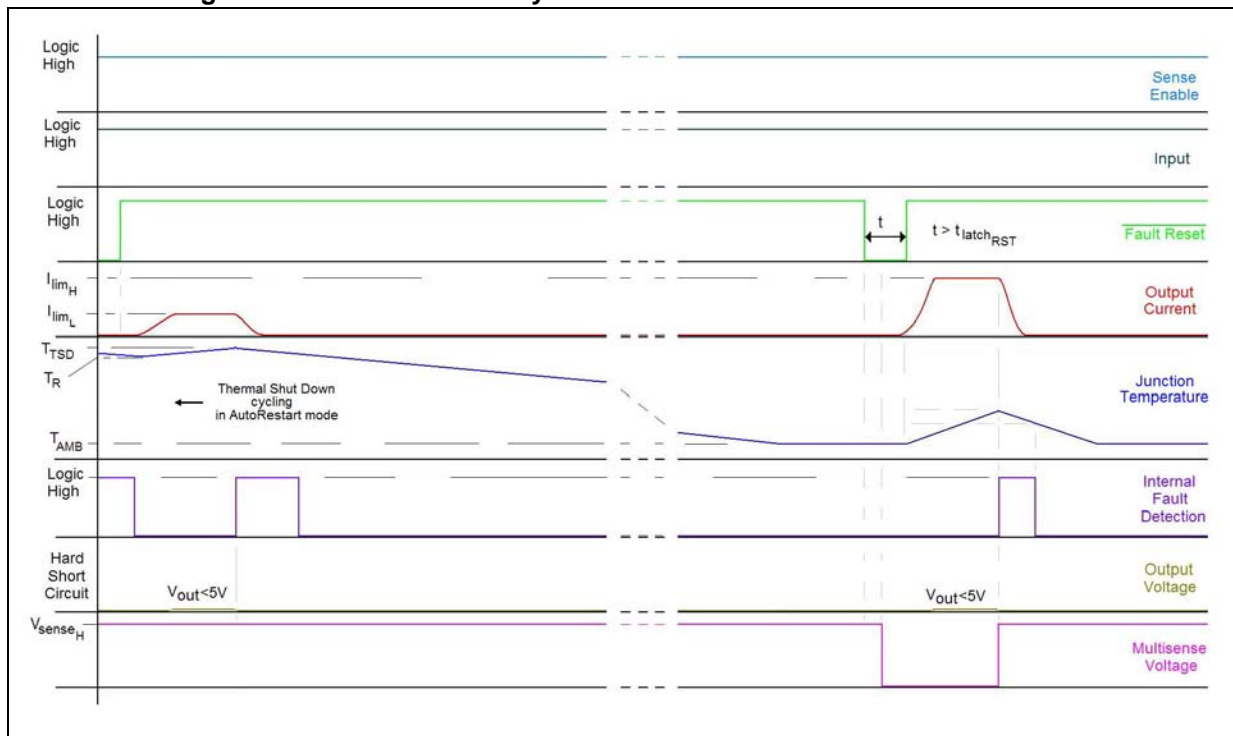 Logic
High
Sense
Enable
Logic
High
Input
Logic
High
t
t > tlatchRST
Fault Reset
IlimH
IlimL
Output
Current
TTSD
TR
Thermal Shut Down
cycling
in AutoRestart mode
Junction
Temperature
TAMB
Logic
High
Internal
Fault
Detection
Hard
Short
Circuit
Vout<5V
Vout<5V
Output
Voltage
VsenseH
Multisense
Voltage